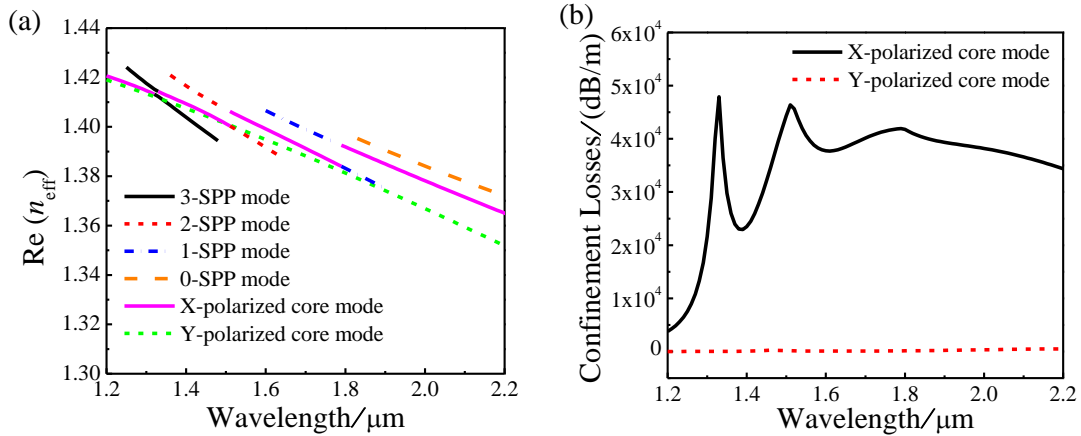 (a)
1.44
1.42
1.40
1.38
1.36
1.34
1.32
1.30
Re (n_eff)
3-SPP mode
2-SPP mode
1-SPP mode
0-SPP mode
X-polarized core mode
Y-polarized core mode
1.2 1.4 1.6 1.8 2.0 2.2
Wavelength/μm
(b)
6x10⁴
5x10⁴
4x10⁴
3x10⁴
2x10⁴
1x10⁴
0
Confinement Losses/(dB/m)
X-polarized core mode
Y-polarized core mode
1.2 1.4 1.6 1.8 2.0 2.2
Wavelength/μm